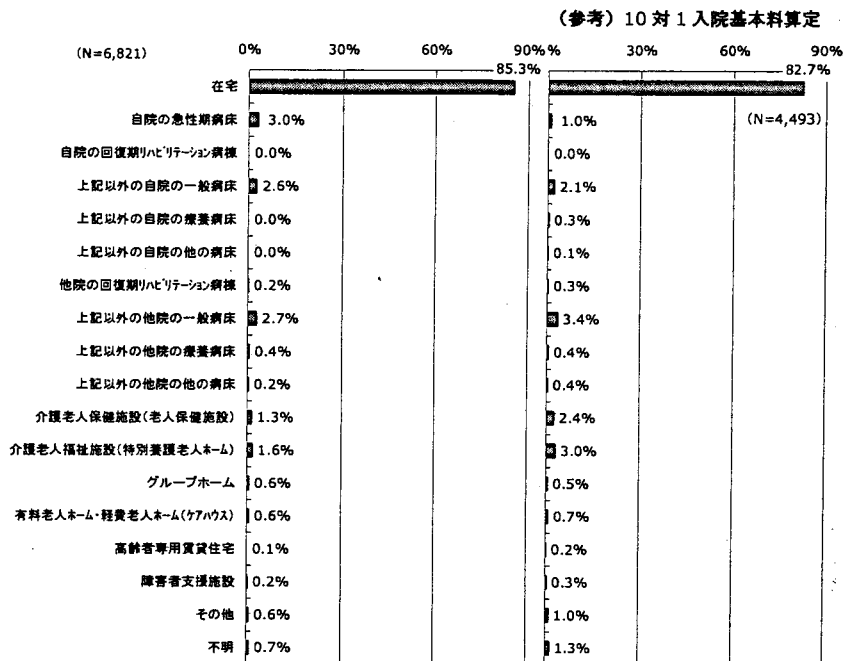 （参考）10対1入院基本料算定
(N=6,821) 0% 30% 60% 90% 0% 30% 60% 90%
在宅 85.3% 82.7%
自院の急性期病床 3.0% 1.0% (N=4,493)
自院の回復期ﾘﾊﾋﾞﾘﾃｰｼｮﾝ病棟 0.0% 0.0%
上記以外の自院の一般病床 2.6% 2.1%
上記以外の自院の療養病床 0.0% 0.3%
上記以外の自院の他の病床 0.0% 0.1%
他院の回復期ﾘﾊﾋﾞﾘﾃｰｼｮﾝ病棟 0.2% 0.3%
上記以外の他院の一般病床 2.7% 3.4%
上記以外の他院の療養病床 0.4% 0.4%
上記以外の他院の他の病床 0.2% 0.4%
介護老人保健施設(老人保健施設) 1.3% 2.4%
介護老人福祉施設(特別養護老人ﾎｰﾑ) 1.6% 3.0%
グループホーム 0.6% 0.5%
有料老人ﾎｰﾑ・軽費老人ﾎｰﾑ(ｹｱﾊｳｽ) 0.6% 0.7%
高齢者専用賃貸住宅 0.1% 0.2%
障害者支援施設 0.2% 0.3%
その他 0.6% 1.0%
不明 0.7% 1.3%